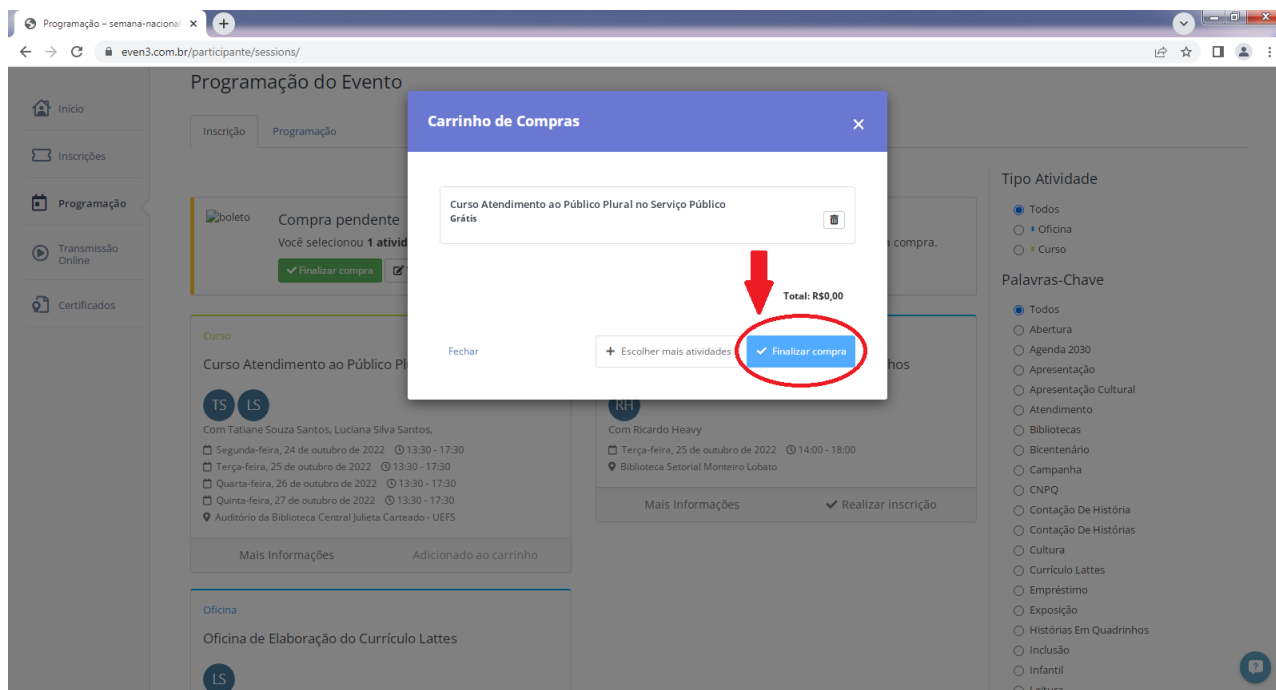 Programação – semana-nacional
even3.com.br/participante/sessions/
Início
Inscrições
Programação
Transmissão
Online
Certificados
Programação do Evento
Inscrição
Programação
boleto
Compra pendente
Você selecionou 1 ativid
a compra.
Finalizar compra
Carrinho de Compras
Curso Atendimento ao Público Plural no Serviço Público
Grátis
Total: R$0,00
Fechar
Escolher mais atividades
Finalizar compra
Curso
Curso Atendimento ao Público Pl
TS LS
Com Tatiane Souza Santos, Luciana Silva Santos,
Segunda-feira, 24 de outubro de 2022 13:30 - 17:30
Terça-feira, 25 de outubro de 2022 13:30 - 17:30
Quarta-feira, 26 de outubro de 2022 13:30 - 17:30
Quinta-feira, 27 de outubro de 2022 13:30 - 17:30
Auditório da Biblioteca Central Julieta Carteado - UEFS
Mais Informações
Adicionado ao carrinho
hos
RH
Com Ricardo Heavy
Terça-feira, 25 de outubro de 2022 14:00 - 18:00
Biblioteca Setorial Monteiro Lobato
Mais Informações
Realizar inscrição
Oficina
Oficina de Elaboração do Currículo Lattes
LS
Tipo Atividade
Todos
Oficina
Curso
Palavras-Chave
Todos
Abertura
Agenda 2030
Apresentação
Apresentação Cultural
Atendimento
Bibliotecas
Bicentenário
Campanha
CNPQ
Contação De História
Contação De Histórias
Cultura
Currículo Lattes
Empréstimo
Exposição
Histórias Em Quadrinhos
Inclusão
Infantil
Leitura